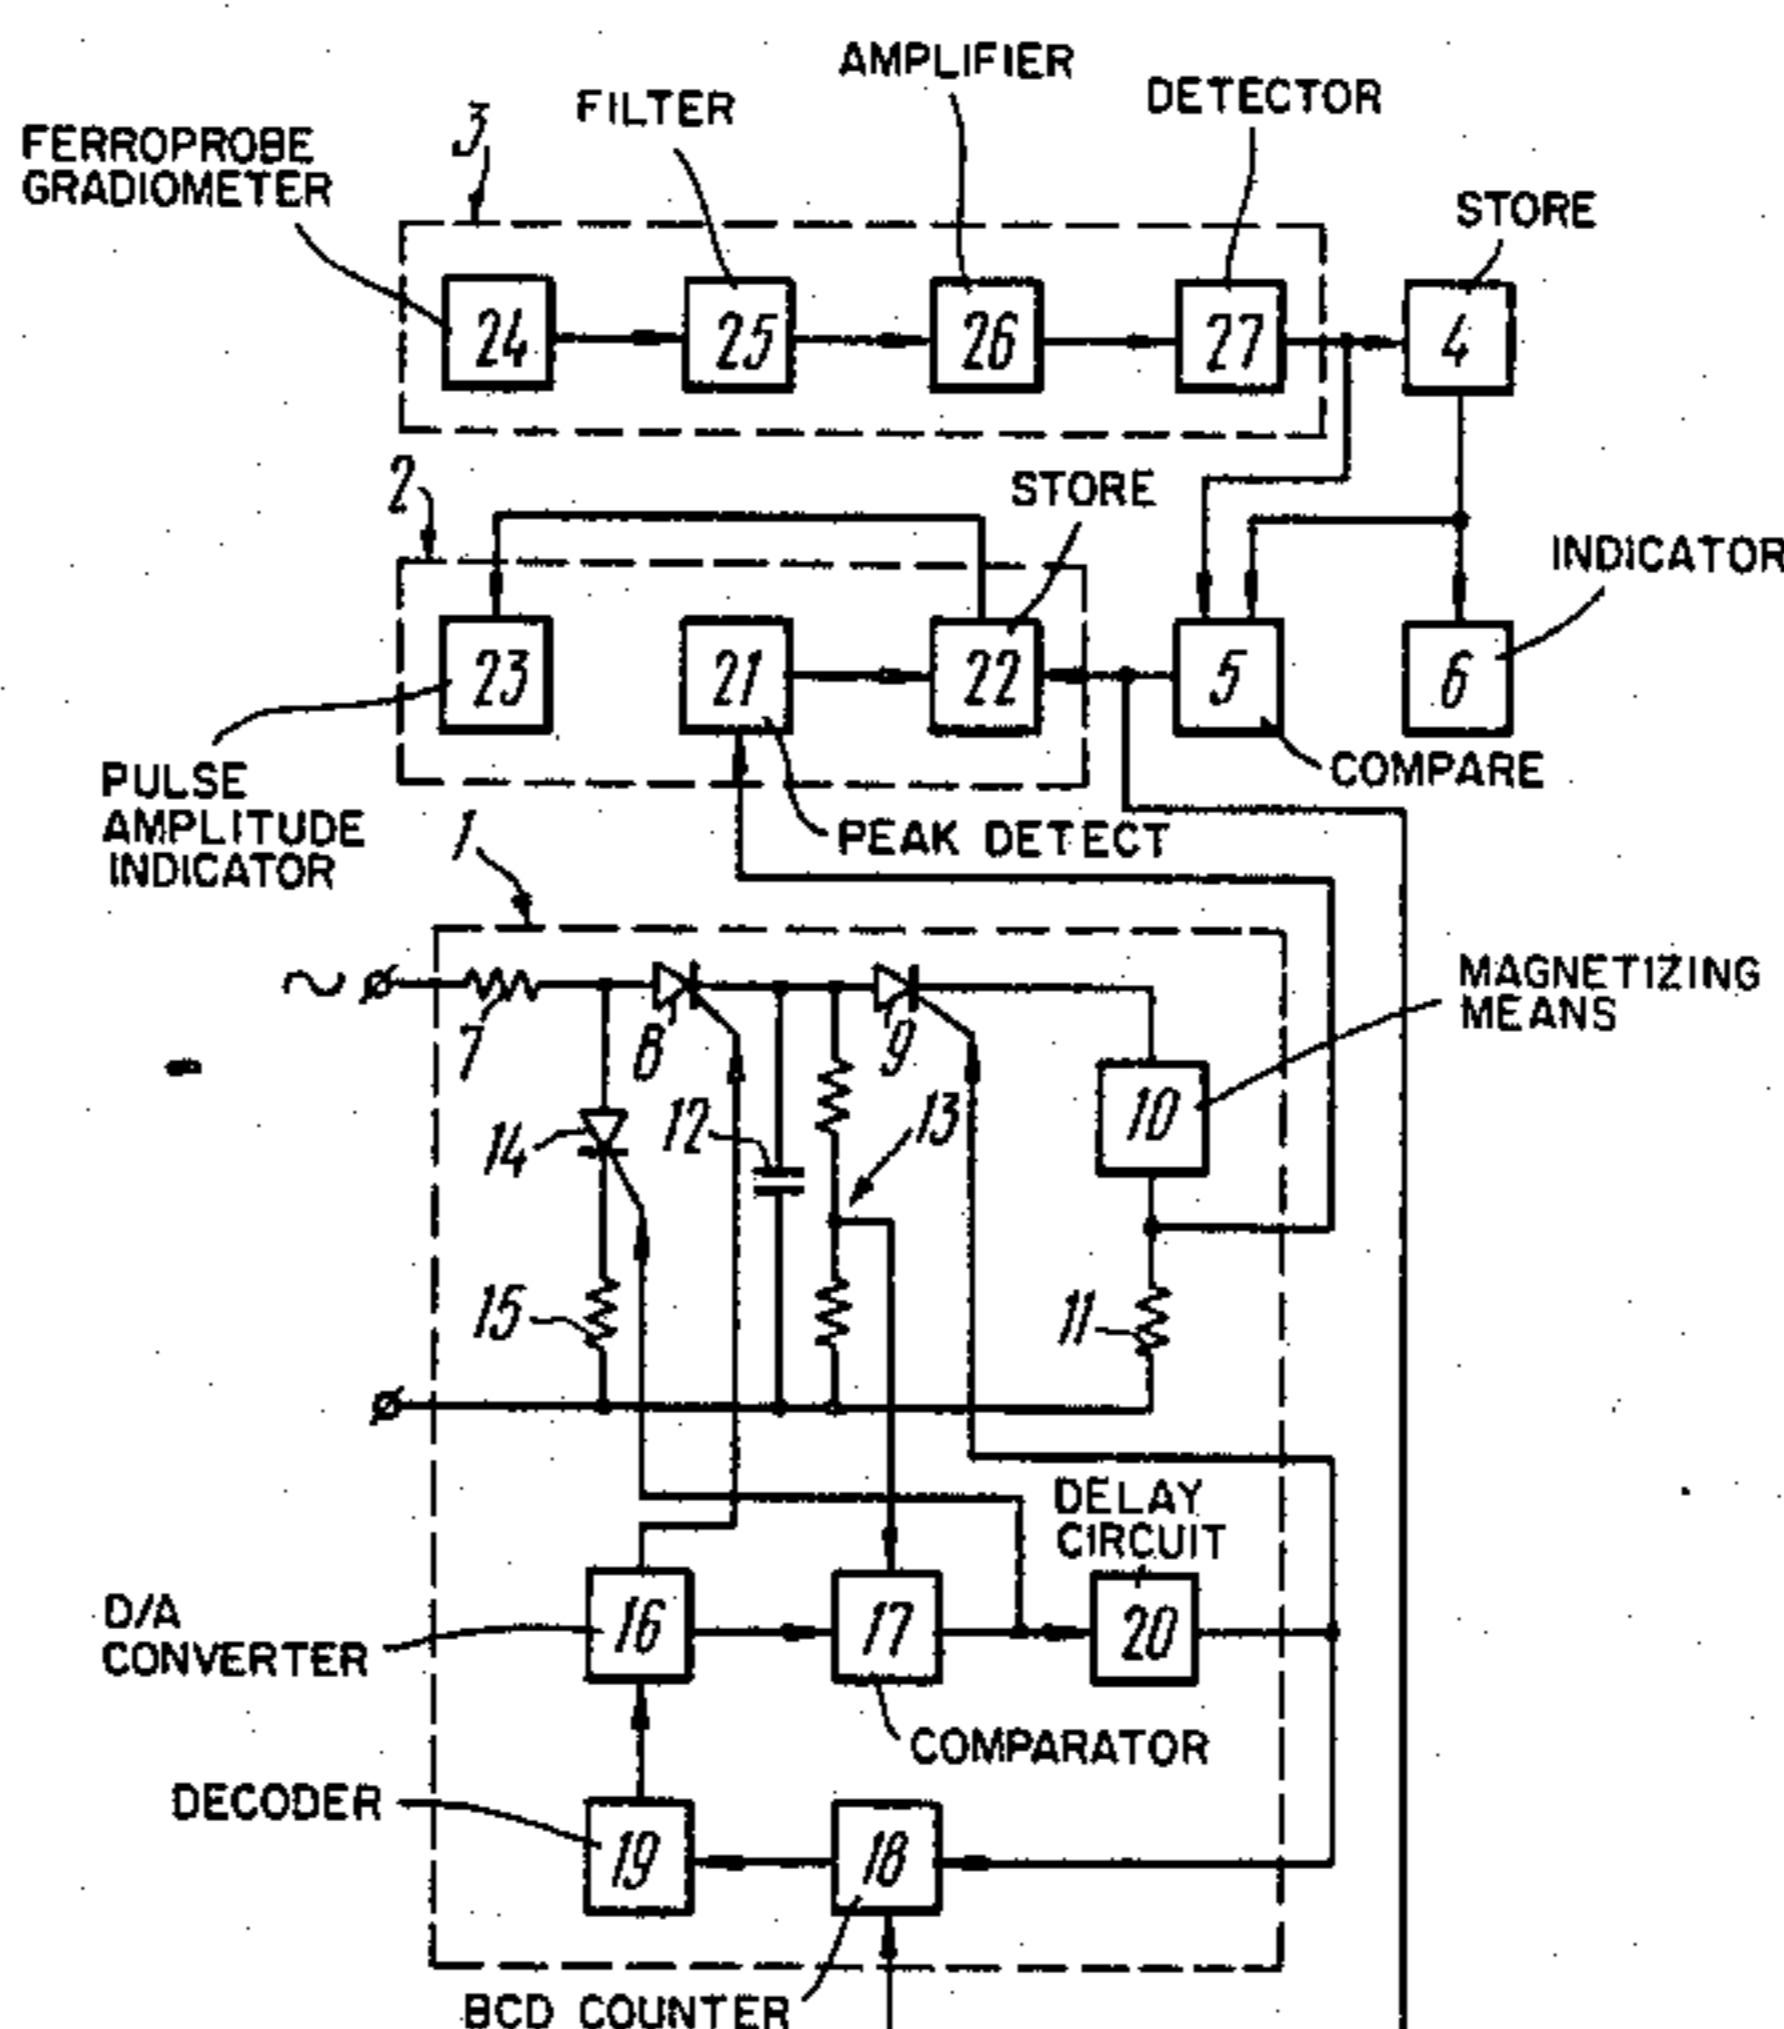 AMPLIFIER
FILTER
DETECTOR
3
FERROPROBE
GRADIOMETER
STORE
24
25
26
27
4
2
STORE
INDICATOR
23
21
22
5
6
COMPARE
PULSE
AMPLITUDE
INDICATOR
PEAK DETECT
1
MAGNETIZING
MEANS
7
8
9
10
14
12
13
15
11
DELAY
CIRCUIT
D/A
CONVERTER
16
17
20
COMPARATOR
DECODER
19
18
BCD COUNTER